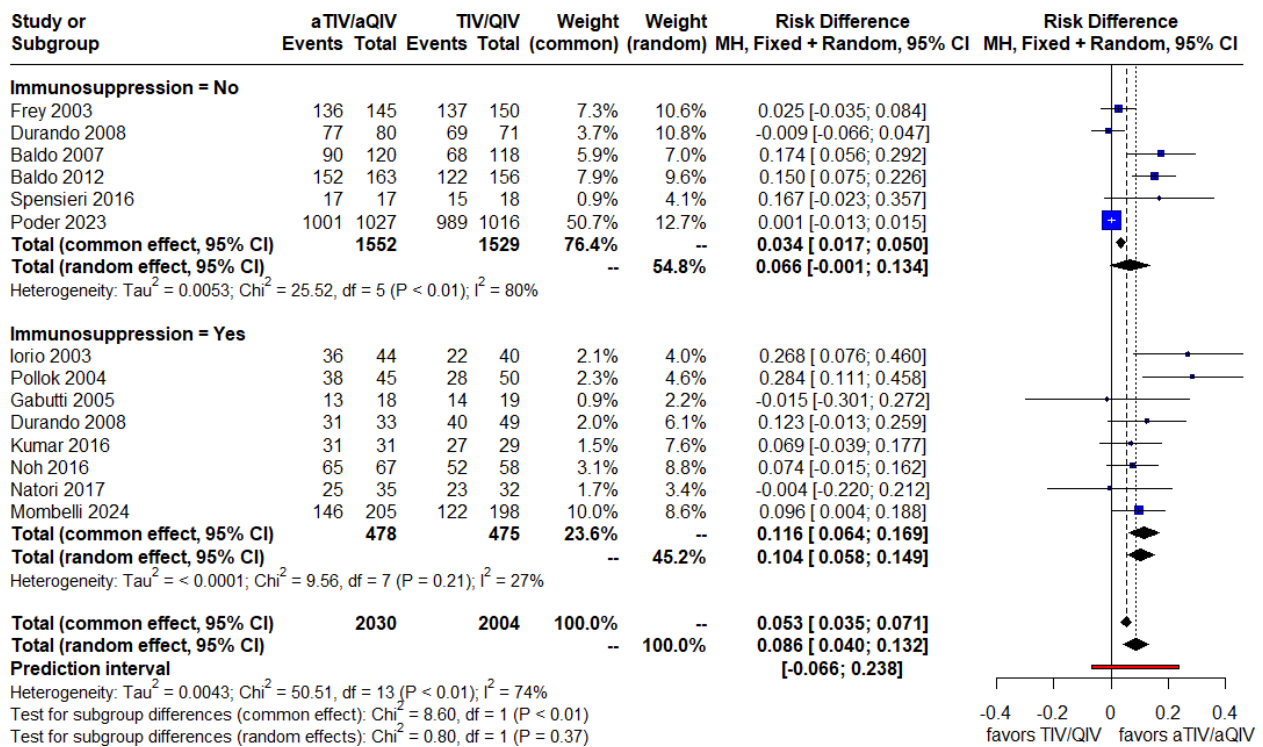 Study or aTIV/aQIV TIV/QIV Weight Weight Risk Difference Risk Difference
Subgroup Events Total Events Total (common) (random) MH, Fixed + Random, 95% CI MH, Fixed + Random, 95% CI
Immunosuppression = No
Frey 2003 136 145 137 150 7.3% 10.6% 0.025 [-0.035; 0.084]
Durando 2008 77 80 69 71 3.7% 10.8% -0.009 [-0.066; 0.047]
Baldo 2007 90 120 68 118 5.9% 7.0% 0.174 [ 0.056; 0.292]
Baldo 2012 152 163 122 156 7.9% 9.6% 0.150 [ 0.075; 0.226]
Spensieri 2016 17 17 15 18 0.9% 4.1% 0.167 [-0.023; 0.357]
Poder 2023 1001 1027 989 1016 50.7% 12.7% 0.001 [-0.013; 0.015]
Total (common effect, 95% CI) 1552 1529 76.4% -- 0.034 [ 0.017; 0.050]
Total (random effect, 95% CI) -- 54.8% 0.066 [-0.001; 0.134]
Heterogeneity: Tau² = 0.0053; Chi² = 25.52, df = 5 (P < 0.01); I² = 80%
Immunosuppression = Yes
Iorio 2003 36 44 22 40 2.1% 4.0% 0.268 [ 0.076; 0.460]
Pollok 2004 38 45 28 50 2.3% 4.6% 0.284 [ 0.111; 0.458]
Gabutti 2005 13 18 14 19 0.9% 2.2% -0.015 [-0.301; 0.272]
Durando 2008 31 33 40 49 2.0% 6.1% 0.123 [-0.013; 0.259]
Kumar 2016 31 31 27 29 1.5% 7.6% 0.069 [-0.039; 0.177]
Noh 2016 65 67 52 58 3.1% 8.8% 0.074 [-0.015; 0.162]
Natori 2017 25 35 23 32 1.7% 3.4% -0.004 [-0.220; 0.212]
Mombelli 2024 146 205 122 198 10.0% 8.6% 0.096 [ 0.004; 0.188]
Total (common effect, 95% CI) 478 475 23.6% -- 0.116 [ 0.064; 0.169]
Total (random effect, 95% CI) -- 45.2% 0.104 [ 0.058; 0.149]
Heterogeneity: Tau² = < 0.0001; Chi² = 9.56, df = 7 (P = 0.21); I² = 27%
Total (common effect, 95% CI) 2030 2004 100.0% -- 0.053 [ 0.035; 0.071]
Total (random effect, 95% CI) -- 100.0% 0.086 [ 0.040; 0.132]
Prediction interval [-0.066; 0.238]
Heterogeneity: Tau² = 0.0043; Chi² = 50.51, df = 13 (P < 0.01); I² = 74%
Test for subgroup differences (common effect): Chi² = 8.60, df = 1 (P < 0.01)
Test for subgroup differences (random effects): Chi² = 0.80, df = 1 (P = 0.37)
-0.4 -0.2 0 0.2 0.4
favors TIV/QIV favors aTIV/aQIV